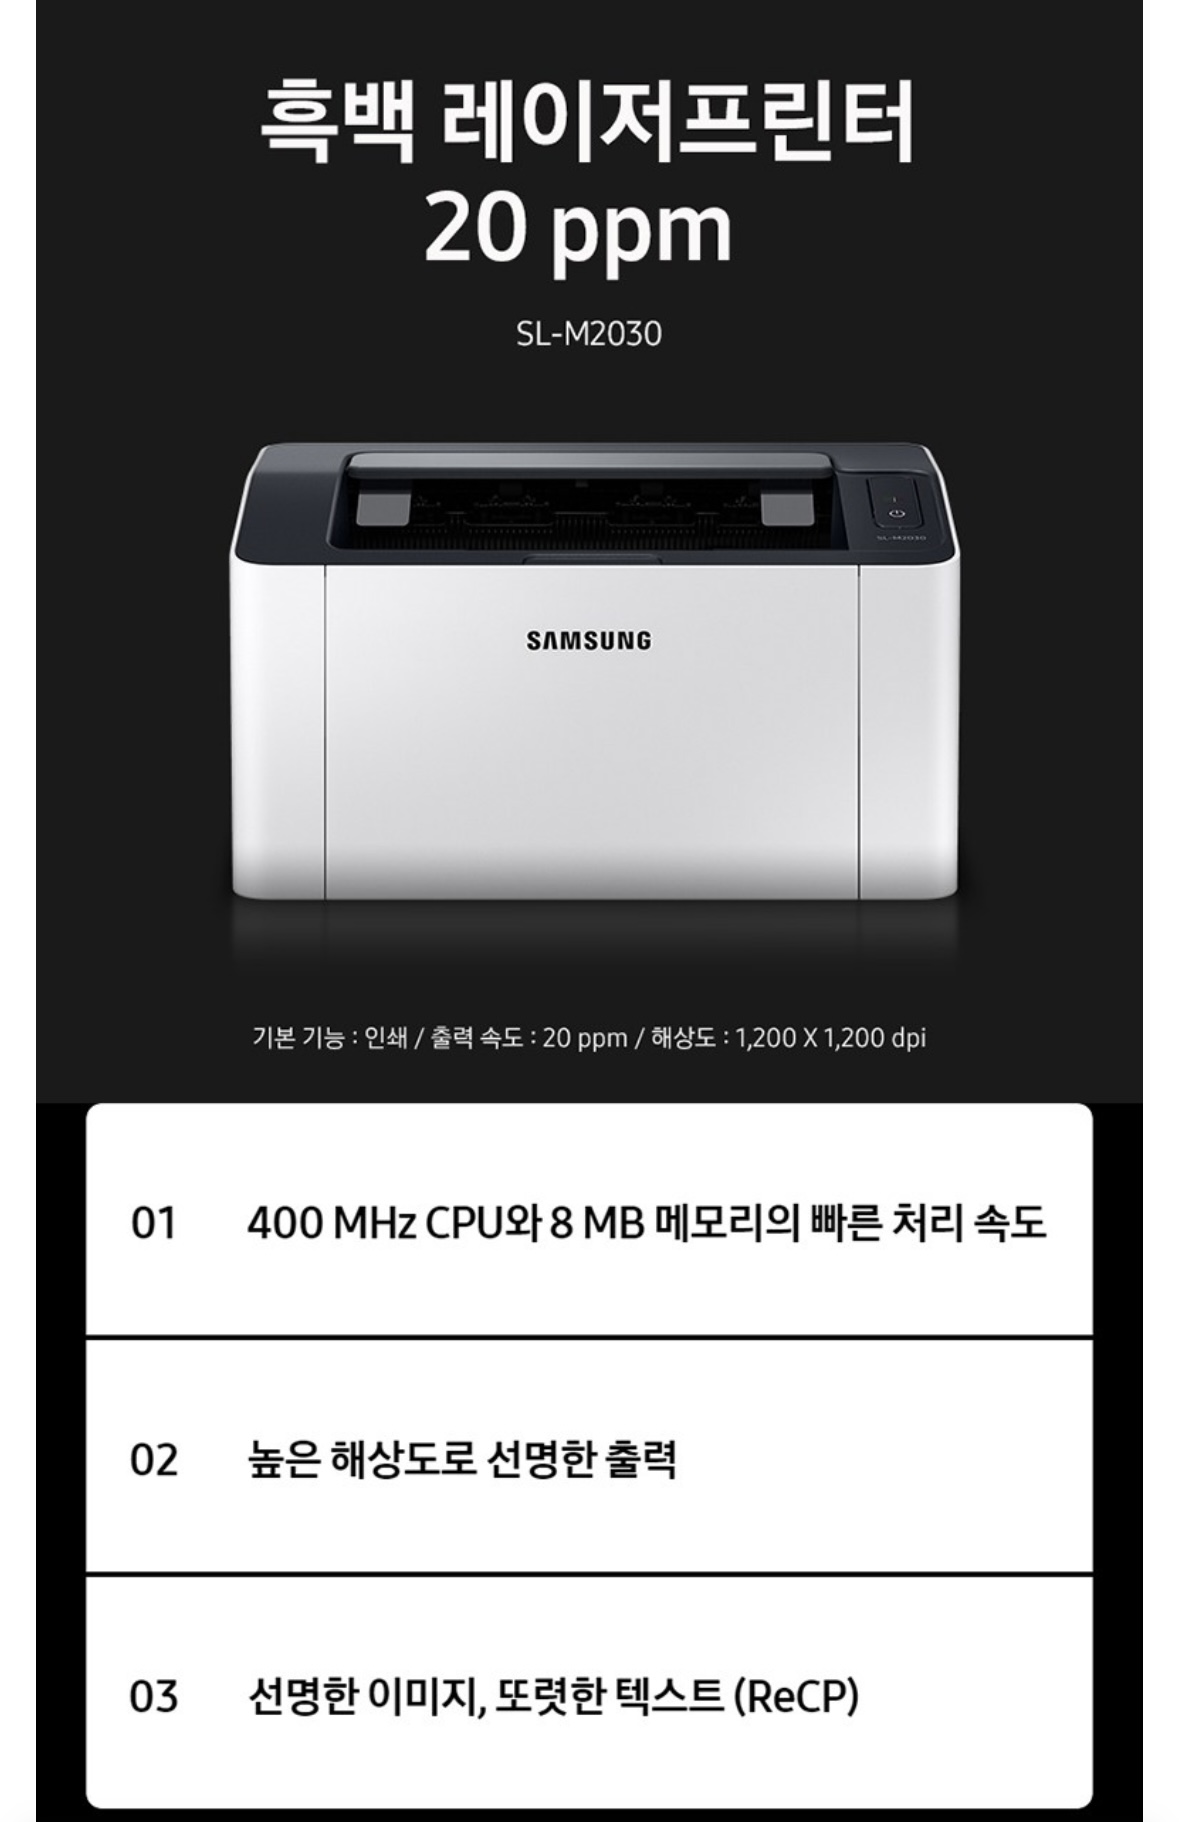 흑백 레이저프린터
20 ppm
SL-M2030
SL-M2030
SAMSUNG
기본 기능 : 인쇄 / 출력 속도 : 20 ppm / 해상도 : 1,200 X 1,200 dpi
01 400 MHz CPU와 8 MB 메모리의 빠른 처리 속도
02 높은 해상도로 선명한 출력
03 선명한 이미지, 또렷한 텍스트 (ReCP)